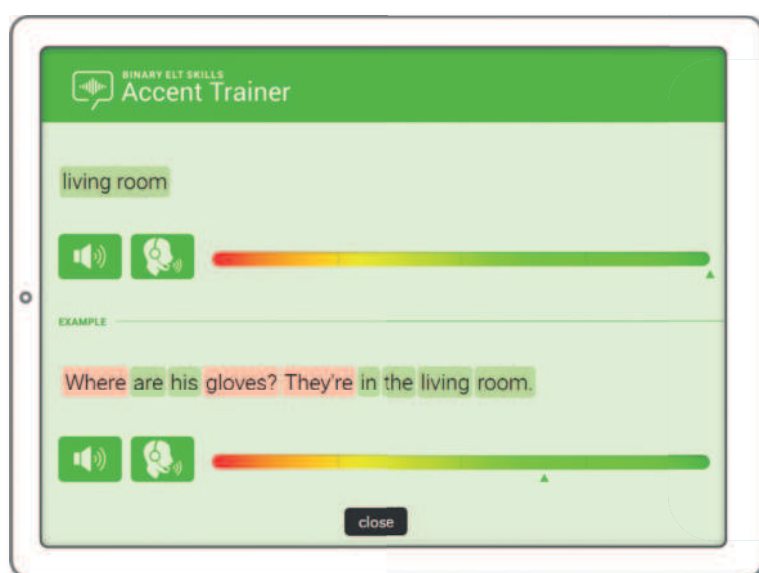 BINARY ELT SKILLS
Accent Trainer
living room
EXAMPLE
Where are his gloves? They're in the living room.
close